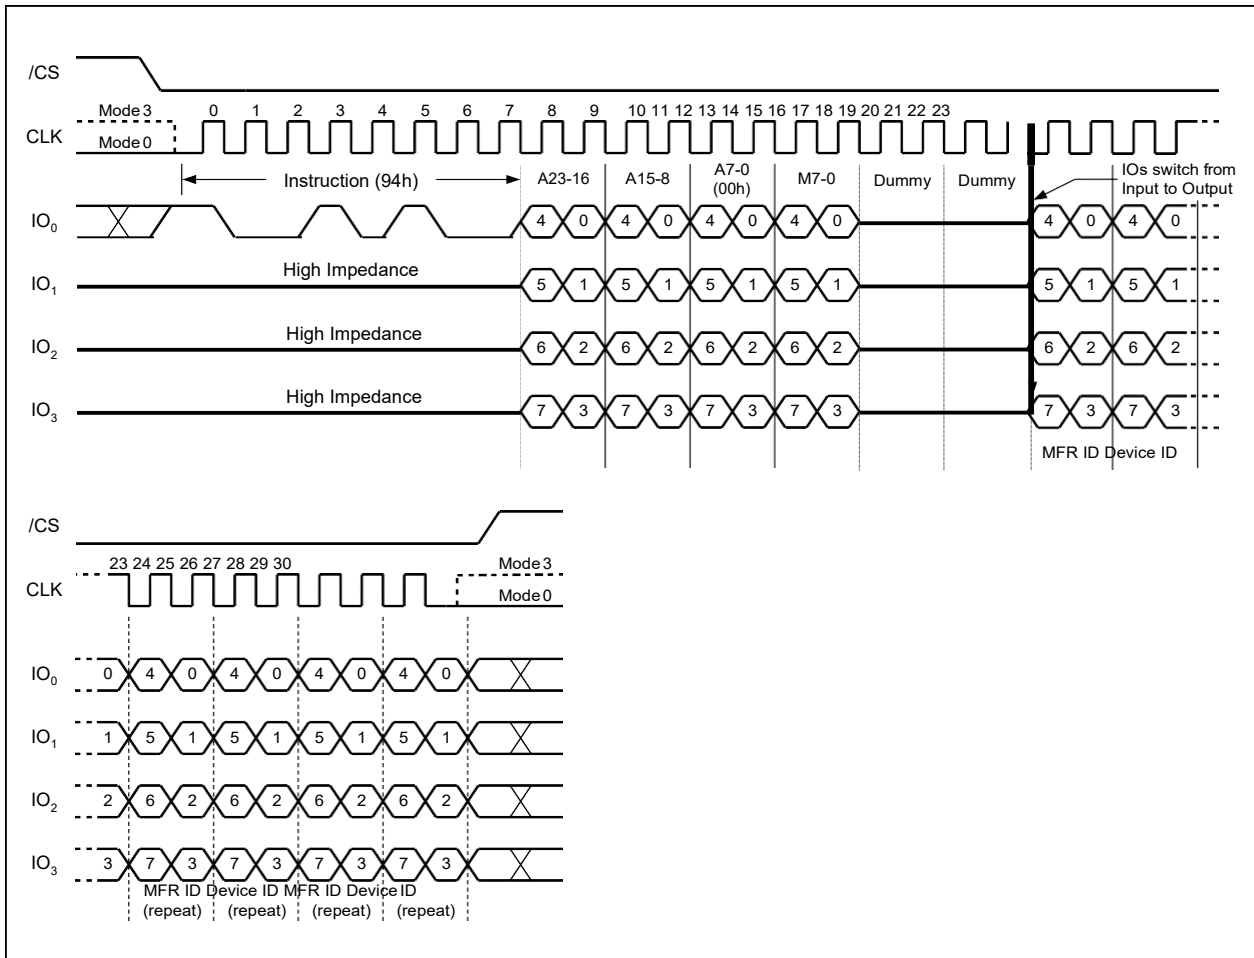 /CS
Mode 3 0 1 2 3 4 5 6 7 8 9 10 11 12 13 14 15 16 17 18 19 20 21 22 23
CLK
Mode 0
Instruction (94h) A23-16 A15-8 A7-0 (00h) M7-0 Dummy Dummy IOs switch from
Input to Output
IO0 4 0 4 0 4 0 4 0 4 0 4 0
High Impedance
IO1 5 1 5 1 5 1 5 1 5 1 5 1
High Impedance
IO2 6 2 6 2 6 2 6 2 6 2 6 2
High Impedance
IO3 7 3 7 3 7 3 7 3 7 3 7 3
MFR ID Device ID
/CS
23 24 25 26 27 28 29 30 Mode 3
CLK
Mode 0
IO0 0 4 0 4 0 4 0 4 0
IO1 1 5 1 5 1 5 1 5 1
IO2 2 6 2 6 2 6 2 6 2
IO3 3 7 3 7 3 7 3 7 3
MFR ID Device ID MFR ID Device ID
(repeat) (repeat) (repeat) (repeat)